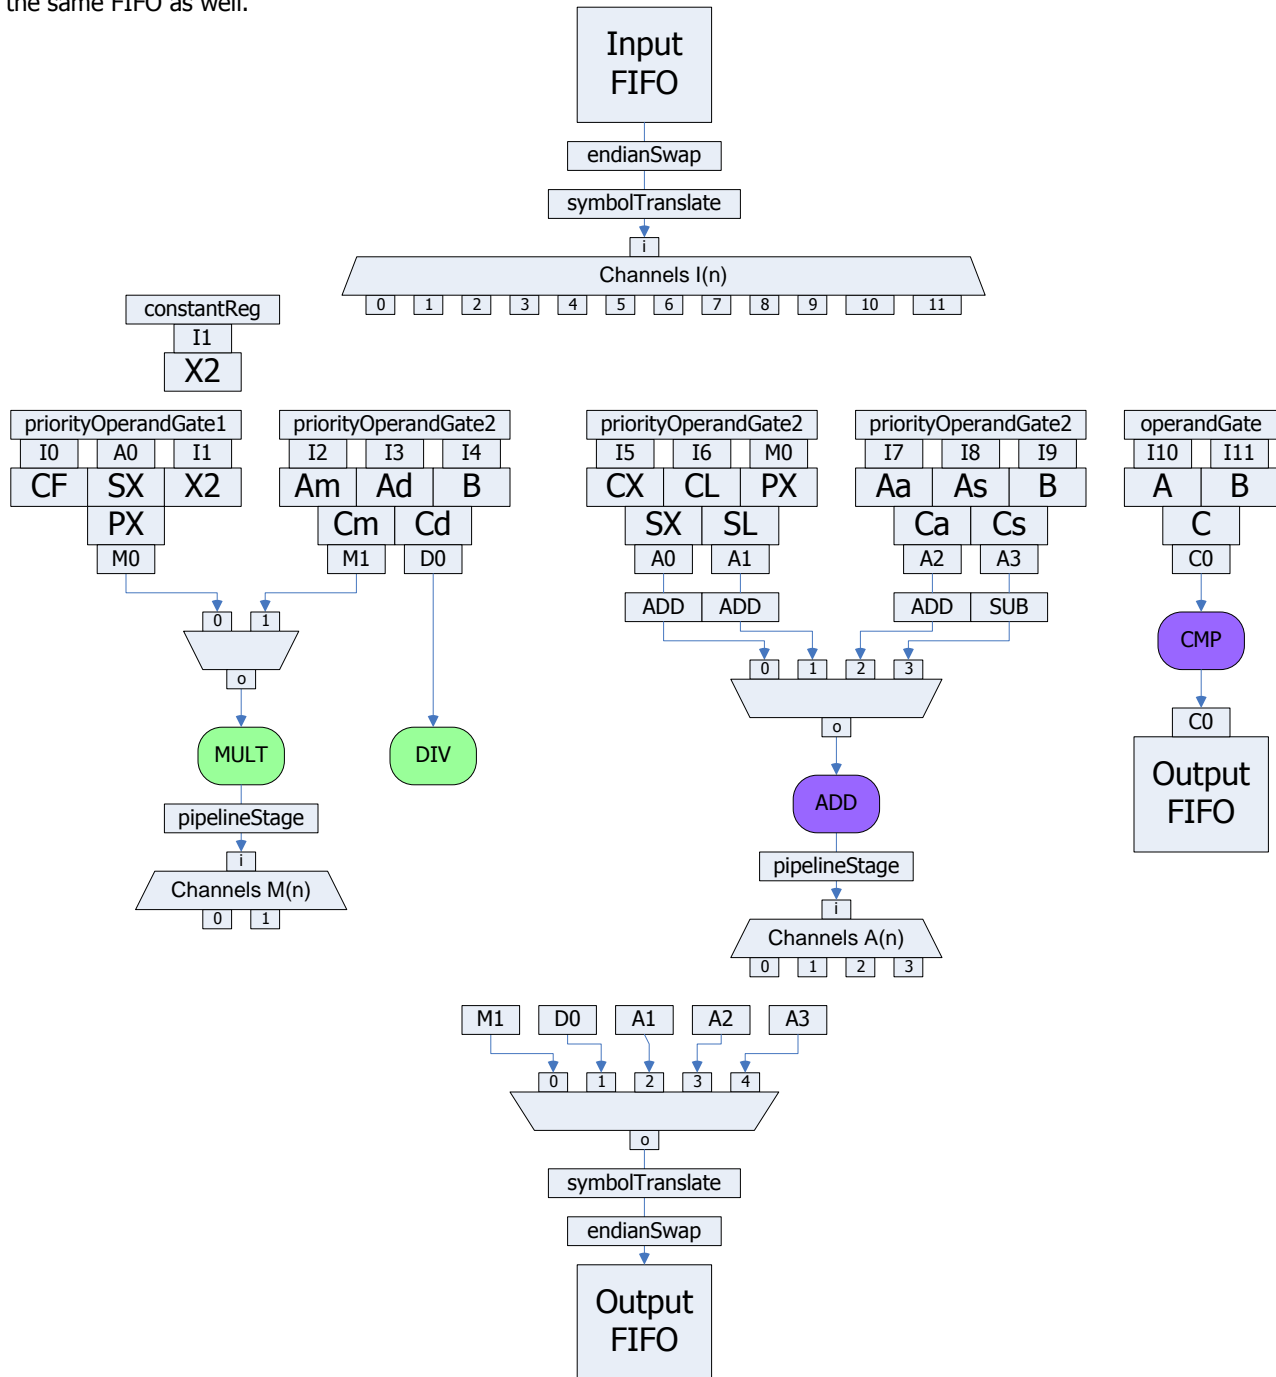 the same FIFO as well.
Input
FIFO
endianSwap
symbolTranslate
i
Channels I(n)
0 1 2 3 4 5 6 7 8 9 10 11
constantReg
I1
X2
priorityOperandGate1
I0 A0 I1
CF SX X2
PX
M0
priorityOperandGate2
I2 I3 I4
Am Ad B
Cm Cd
M1 D0
priorityOperandGate2
I5 I6 M0
CX CL PX
SX SL
A0 A1
ADD ADD
priorityOperandGate2
I7 I8 I9
Aa As B
Ca Cs
A2 A3
ADD SUB
operandGate
I10 I11
A B
C
C0
CMP
C0
Output
FIFO
0 1
o
MULT
pipelineStage
i
Channels M(n)
0 1
DIV
0 1 2 3
o
ADD
pipelineStage
i
Channels A(n)
0 1 2 3
M1 D0 A1 A2 A3
0 1 2 3 4
o
symbolTranslate
endianSwap
Output
FIFO